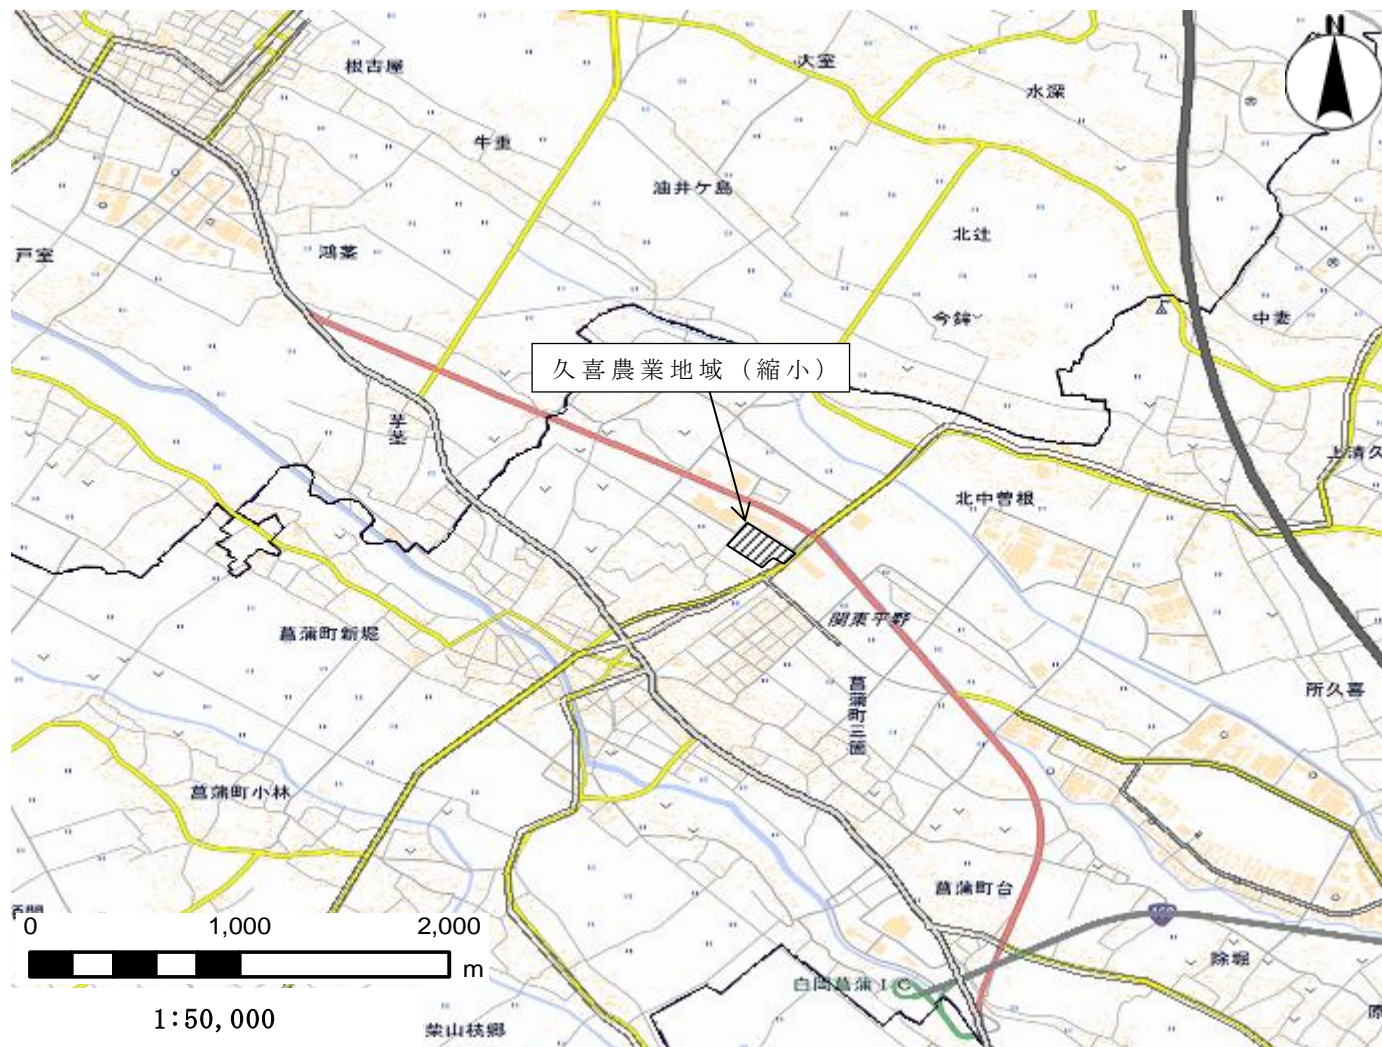 N
根古屋
大室
水深
牛重
油井ケ島
北辻
戸室
鴻茎
今鉾
中妻
久喜農業地域（縮小）
芋茎
上清久
北中曽根
関東平野
菖蒲町新堀
菖蒲町三箇
所久喜
菖蒲町小林
菖蒲町台
除堀
白岡菖蒲IC
柴山枝郷
原
0 1,000 2,000
m
1:50,000